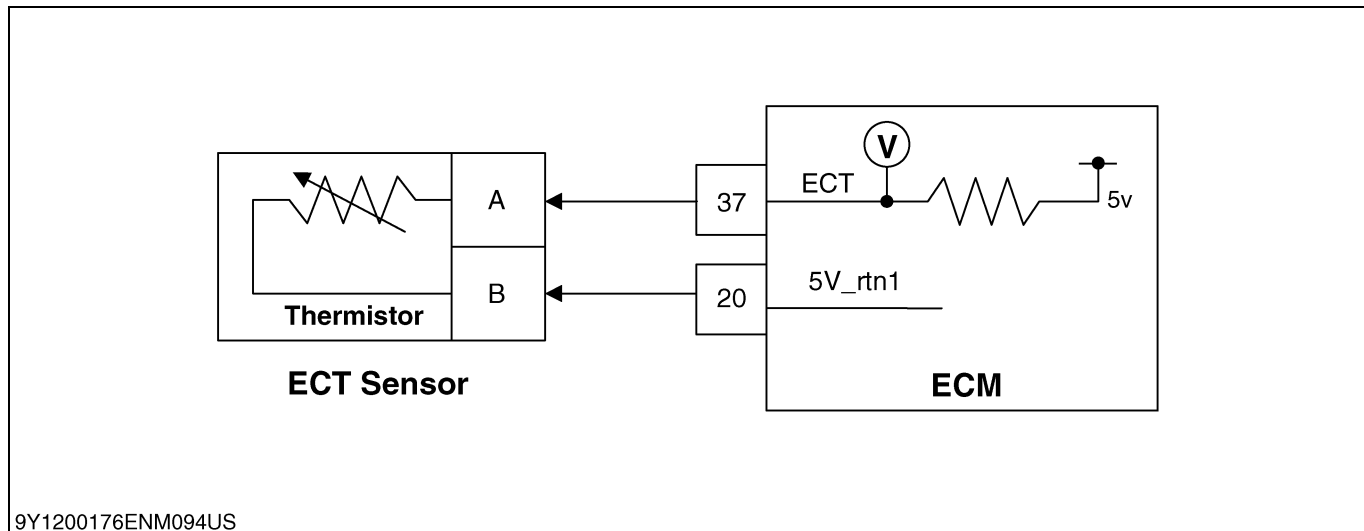 V
ECT
5v
A
37
B
20
5V_rtn1
Thermistor
ECT Sensor
ECM
9Y1200176ENM094US